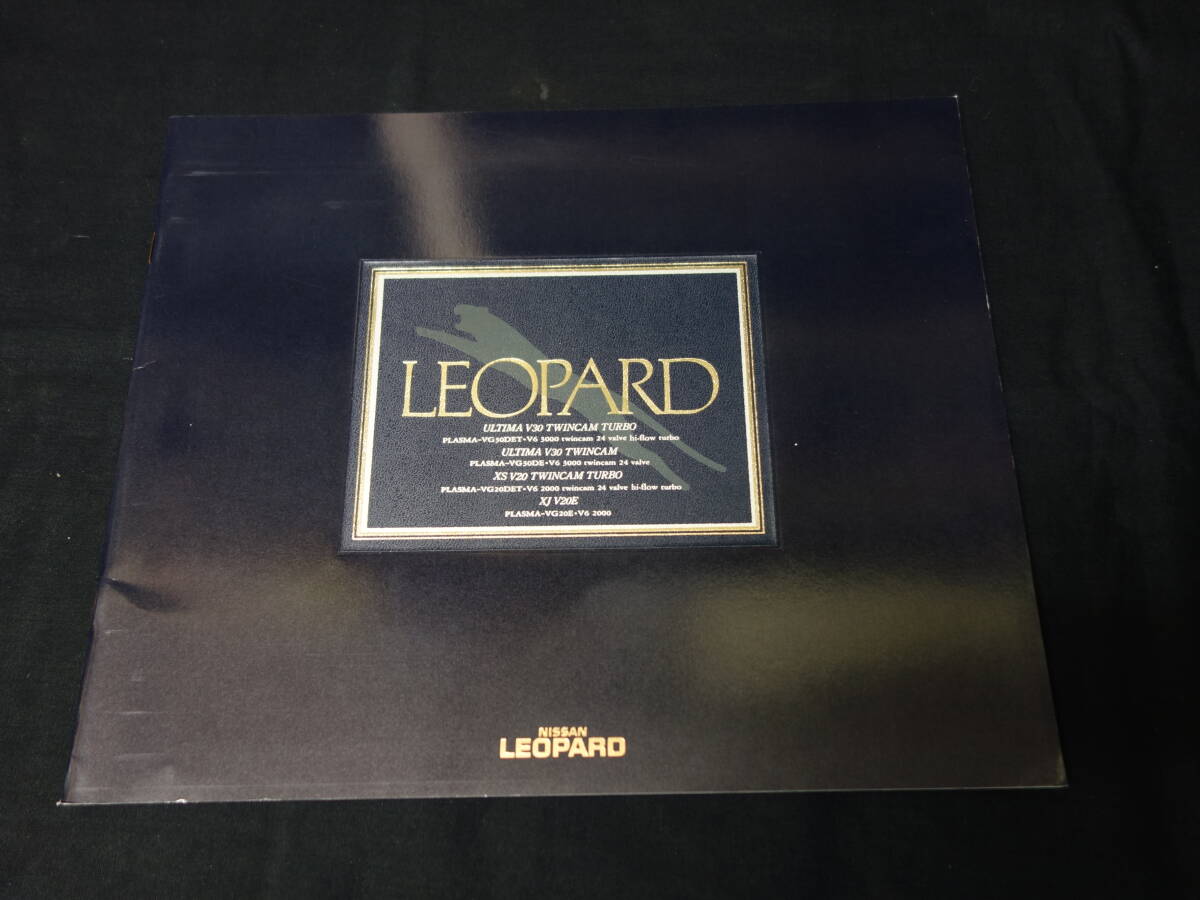 LEOPARD
ULTIMA V30 TWINCAM TURBO
PLASMA-VG30DET・V6 3000 twincam 24 valve hi-flow turbo
ULTIMA V30 TWINCAM
PLASMA-VG30DE・V6 3000 twincam 24 valve
XS V20 TWINCAM TURBO
PLASMA-VG20DET・V6 2000 twincam 24 valve hi-flow turbo
XJ V20E
PLASMA-VG20E・V6 2000
NISSAN
LEOPARD